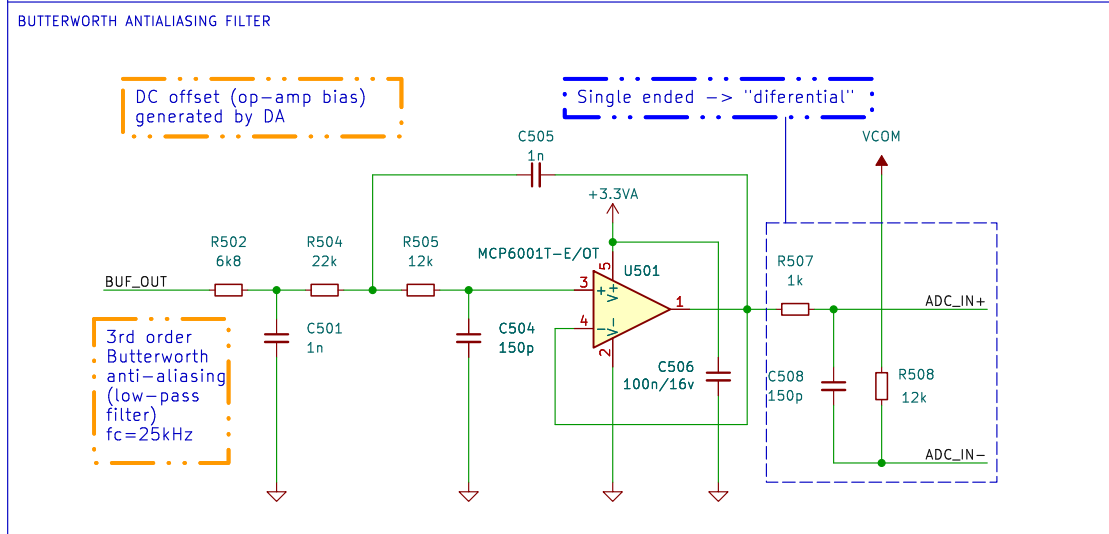 BUTTERWORTH ANTIALIASING FILTER
DC offset (op-amp bias)
generated by DA
Single ended -> "diferential"
VCOM
C505
1n
+3.3VA
R502
6k8
R504
22k
R505
12k
MCP6001T-E/OT
U501
R507
1k
BUF_OUT
ADC_IN+
3
+
5
V+
1
4
-
V-
2
3rd order
Butterworth
anti-aliasing
(low-pass
filter)
fc=25kHz
C501
1n
C504
150p
C506
100n/16v
C508
150p
R508
12k
ADC_IN-